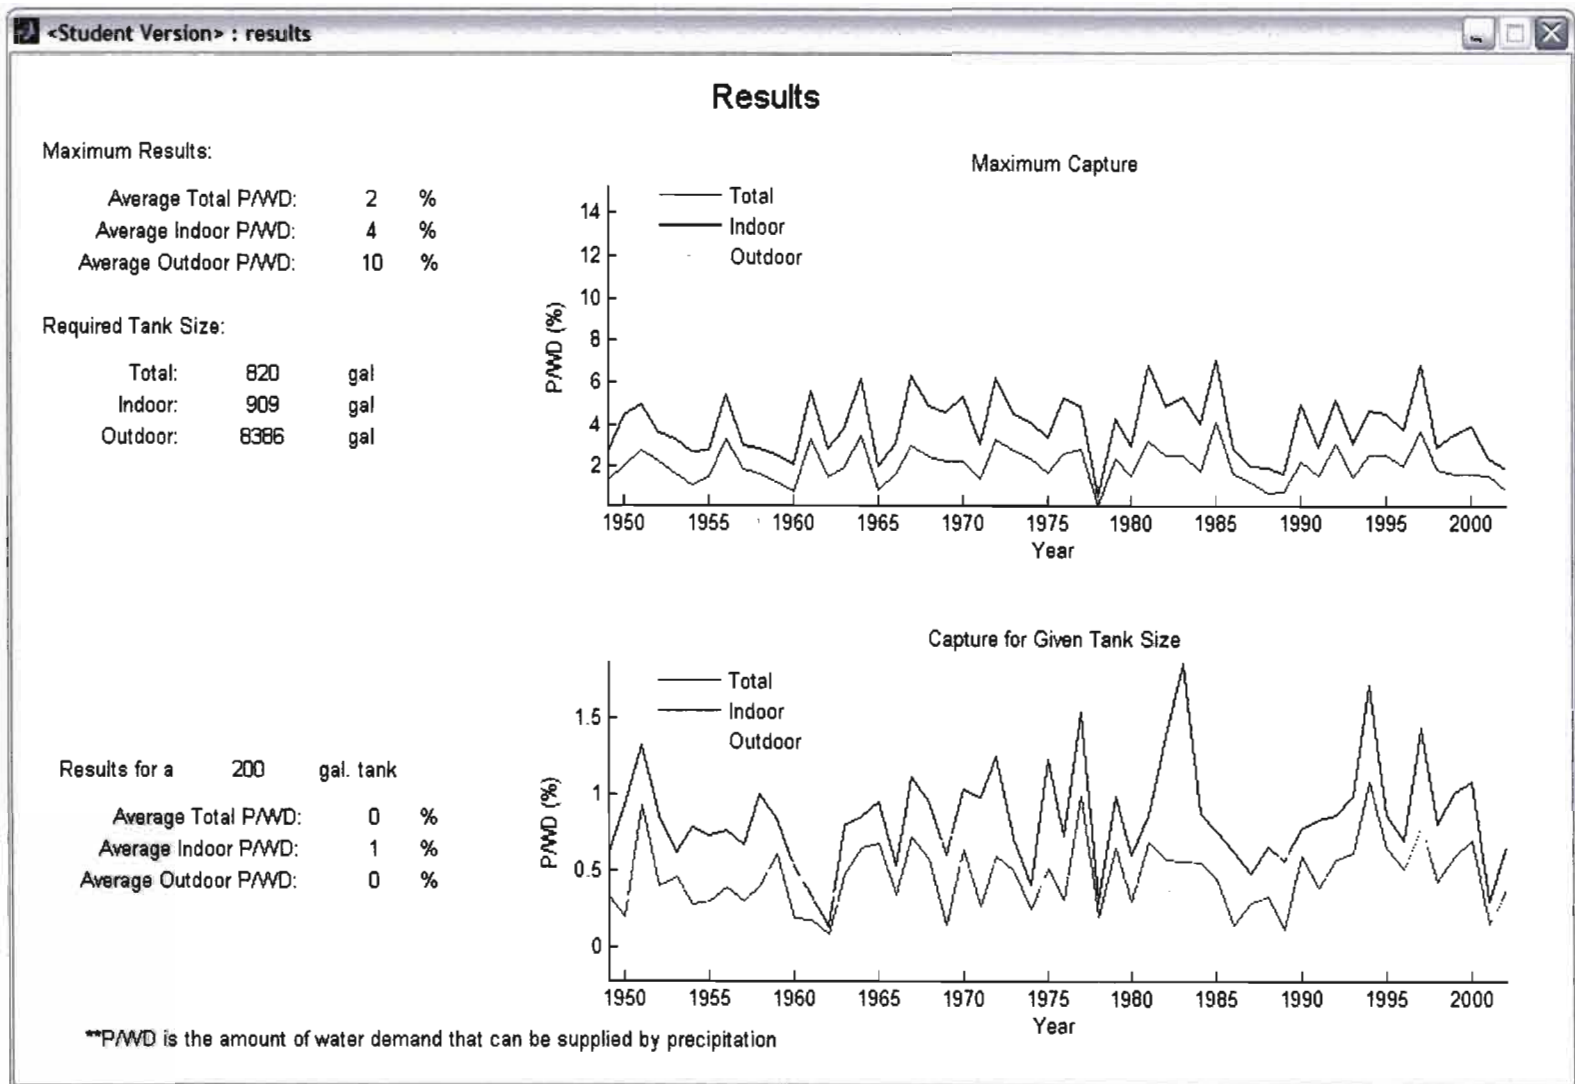 <Student Version> : results
Results
Maximum Results:
Average Total P/WD: 2 %
Average Indoor P/WD: 4 %
Average Outdoor P/WD: 10 %
Required Tank Size:
Total: 820 gal
Indoor: 909 gal
Outdoor: 8386 gal
Maximum Capture
Total
Indoor
Outdoor
14
12
10
8
6
4
2
P/WD (%)
1950 1955 1960 1965 1970 1975 1980 1985 1990 1995 2000
Year
Results for a 200 gal. tank
Average Total P/WD: 0 %
Average Indoor P/WD: 1 %
Average Outdoor P/WD: 0 %
Capture for Given Tank Size
Total
Indoor
Outdoor
1.5
1
0.5
0
P/WD (%)
1950 1955 1960 1965 1970 1975 1980 1985 1990 1995 2000
Year
**P/WD is the amount of water demand that can be supplied by precipitation